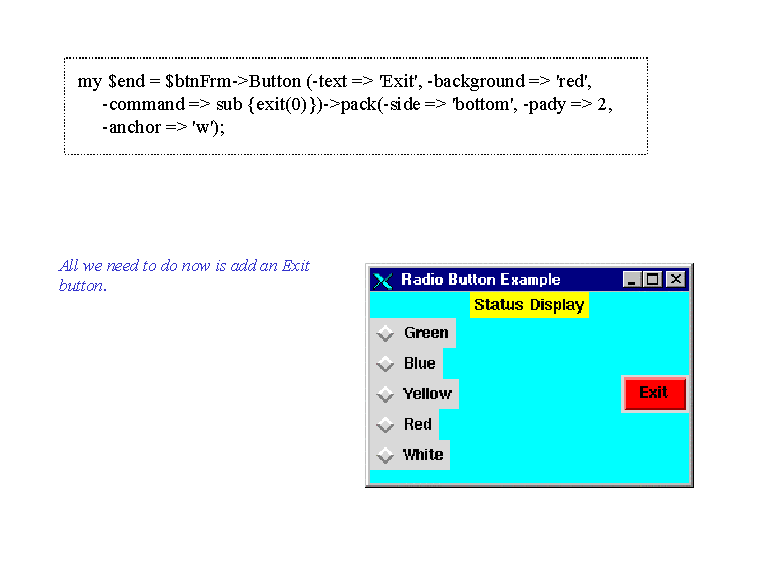 my $end = $btnFrm->Button (-text => 'Exit', -background => 'red',
-command => sub {exit(0)})->pack(-side => 'bottom', -pady => 2,
-anchor => 'w');
All we need to do now is add an Exit
button.
Radio Button Example
Status Display
Green
Blue
Yellow
Exit
Red
White